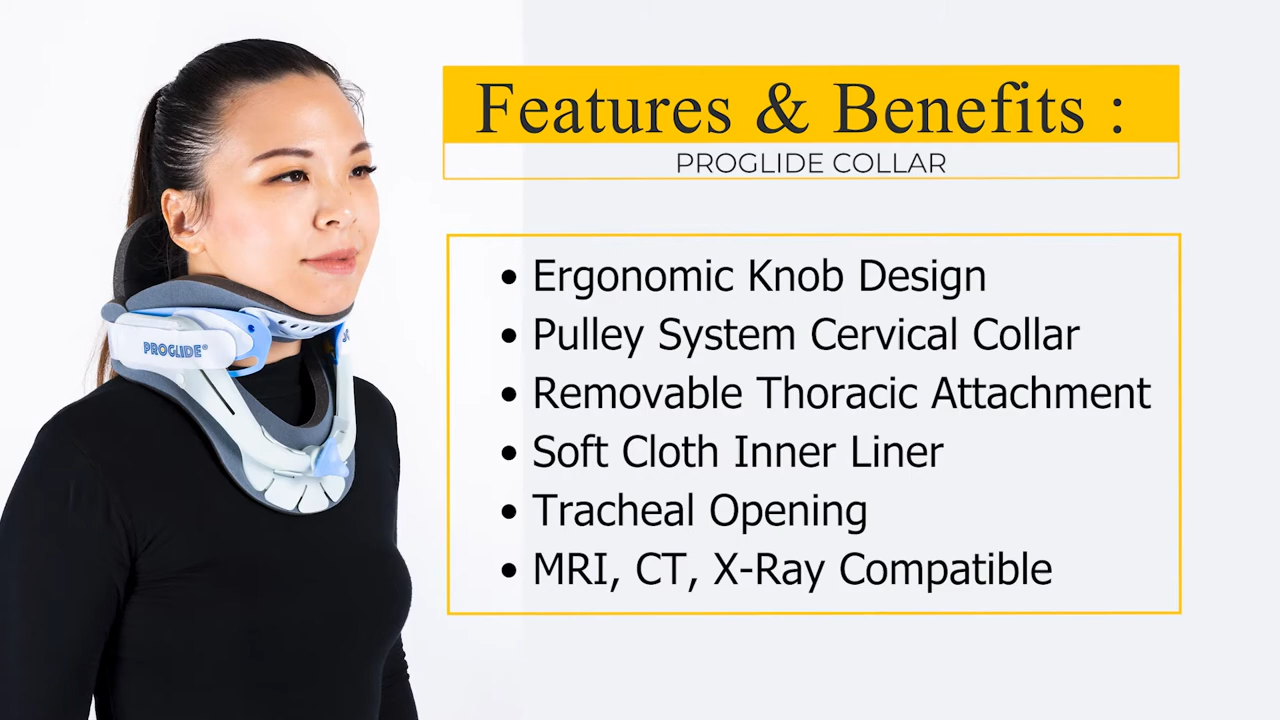 Features & Benefits :
PROGLIDE COLLAR
• Ergonomic Knob Design
• Pulley System Cervical Collar
• Removable Thoracic Attachment
• Soft Cloth Inner Liner
• Tracheal Opening
• MRI, CT, X-Ray Compatible
PROGLIDE®